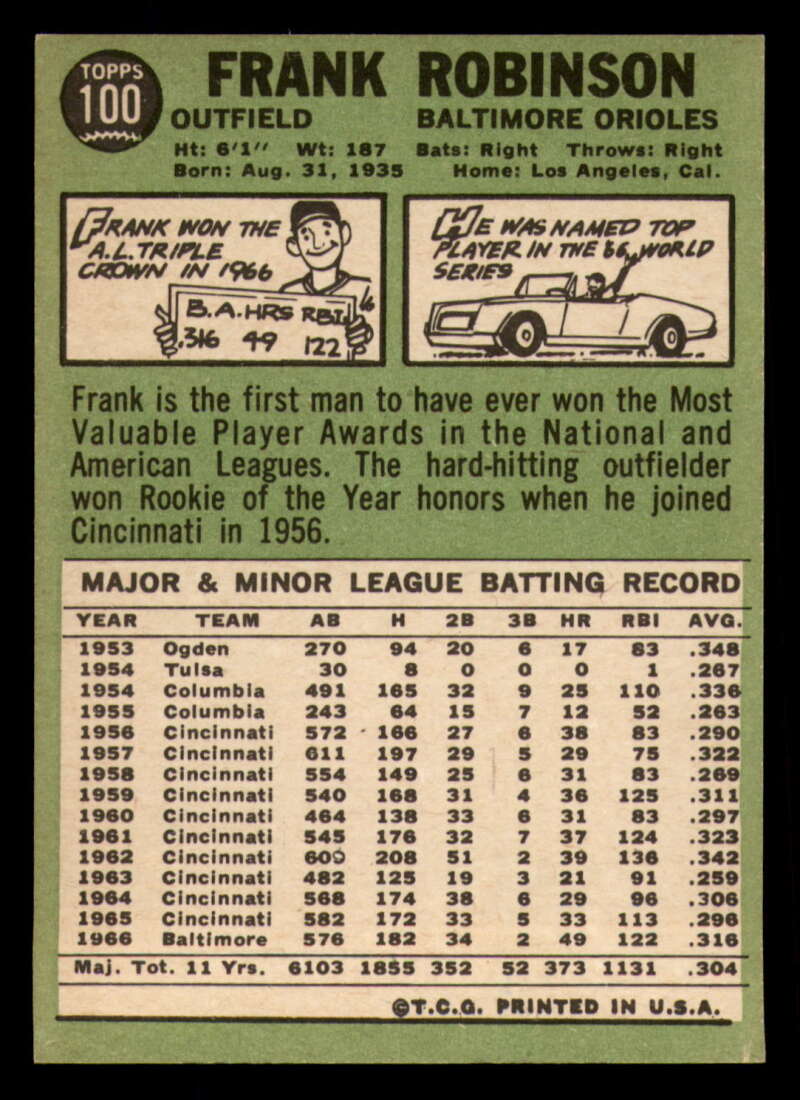 TOPPS
100
FRANK ROBINSON
OUTFIELD BALTIMORE ORIOLES
Ht: 6'1" Wt: 187 Bats: Right Throws: Right
Born: Aug. 31, 1935 Home: Los Angeles, Cal.
FRANK WON THE
A.L. TRIPLE
CROWN IN 1966
B.A. HRS RBI
.316 49 122
HE WAS NAMED TOP
PLAYER IN THE '66 WORLD
SERIES
Frank is the first man to have ever won the Most
Valuable Player Awards in the National and
American Leagues. The hard-hitting outfielder
won Rookie of the Year honors when he joined
Cincinnati in 1956.
MAJOR & MINOR LEAGUE BATTING RECORD
YEAR TEAM AB H 2B 3B HR RBI AVG.
1953 Ogden 270 94 20 6 17 83 .348
1954 Tulsa 30 8 0 0 0 1 .267
1954 Columbia 491 165 32 9 25 110 .336
1955 Columbia 243 64 15 7 12 52 .263
1956 Cincinnati 572 166 27 6 38 83 .290
1957 Cincinnati 611 197 29 5 29 75 .322
1958 Cincinnati 554 149 25 6 31 83 .269
1959 Cincinnati 540 168 31 4 36 125 .311
1960 Cincinnati 464 138 33 6 31 83 .297
1961 Cincinnati 545 176 32 7 37 124 .323
1962 Cincinnati 609 208 51 2 39 136 .342
1963 Cincinnati 482 125 19 3 21 91 .259
1964 Cincinnati 568 174 38 6 29 96 .306
1965 Cincinnati 582 172 33 5 33 113 .296
1966 Baltimore 576 182 34 2 49 122 .316
Maj. Tot. 11 Yrs. 6103 1855 352 52 373 1131 .304
©T.C.G. PRINTED IN U.S.A.